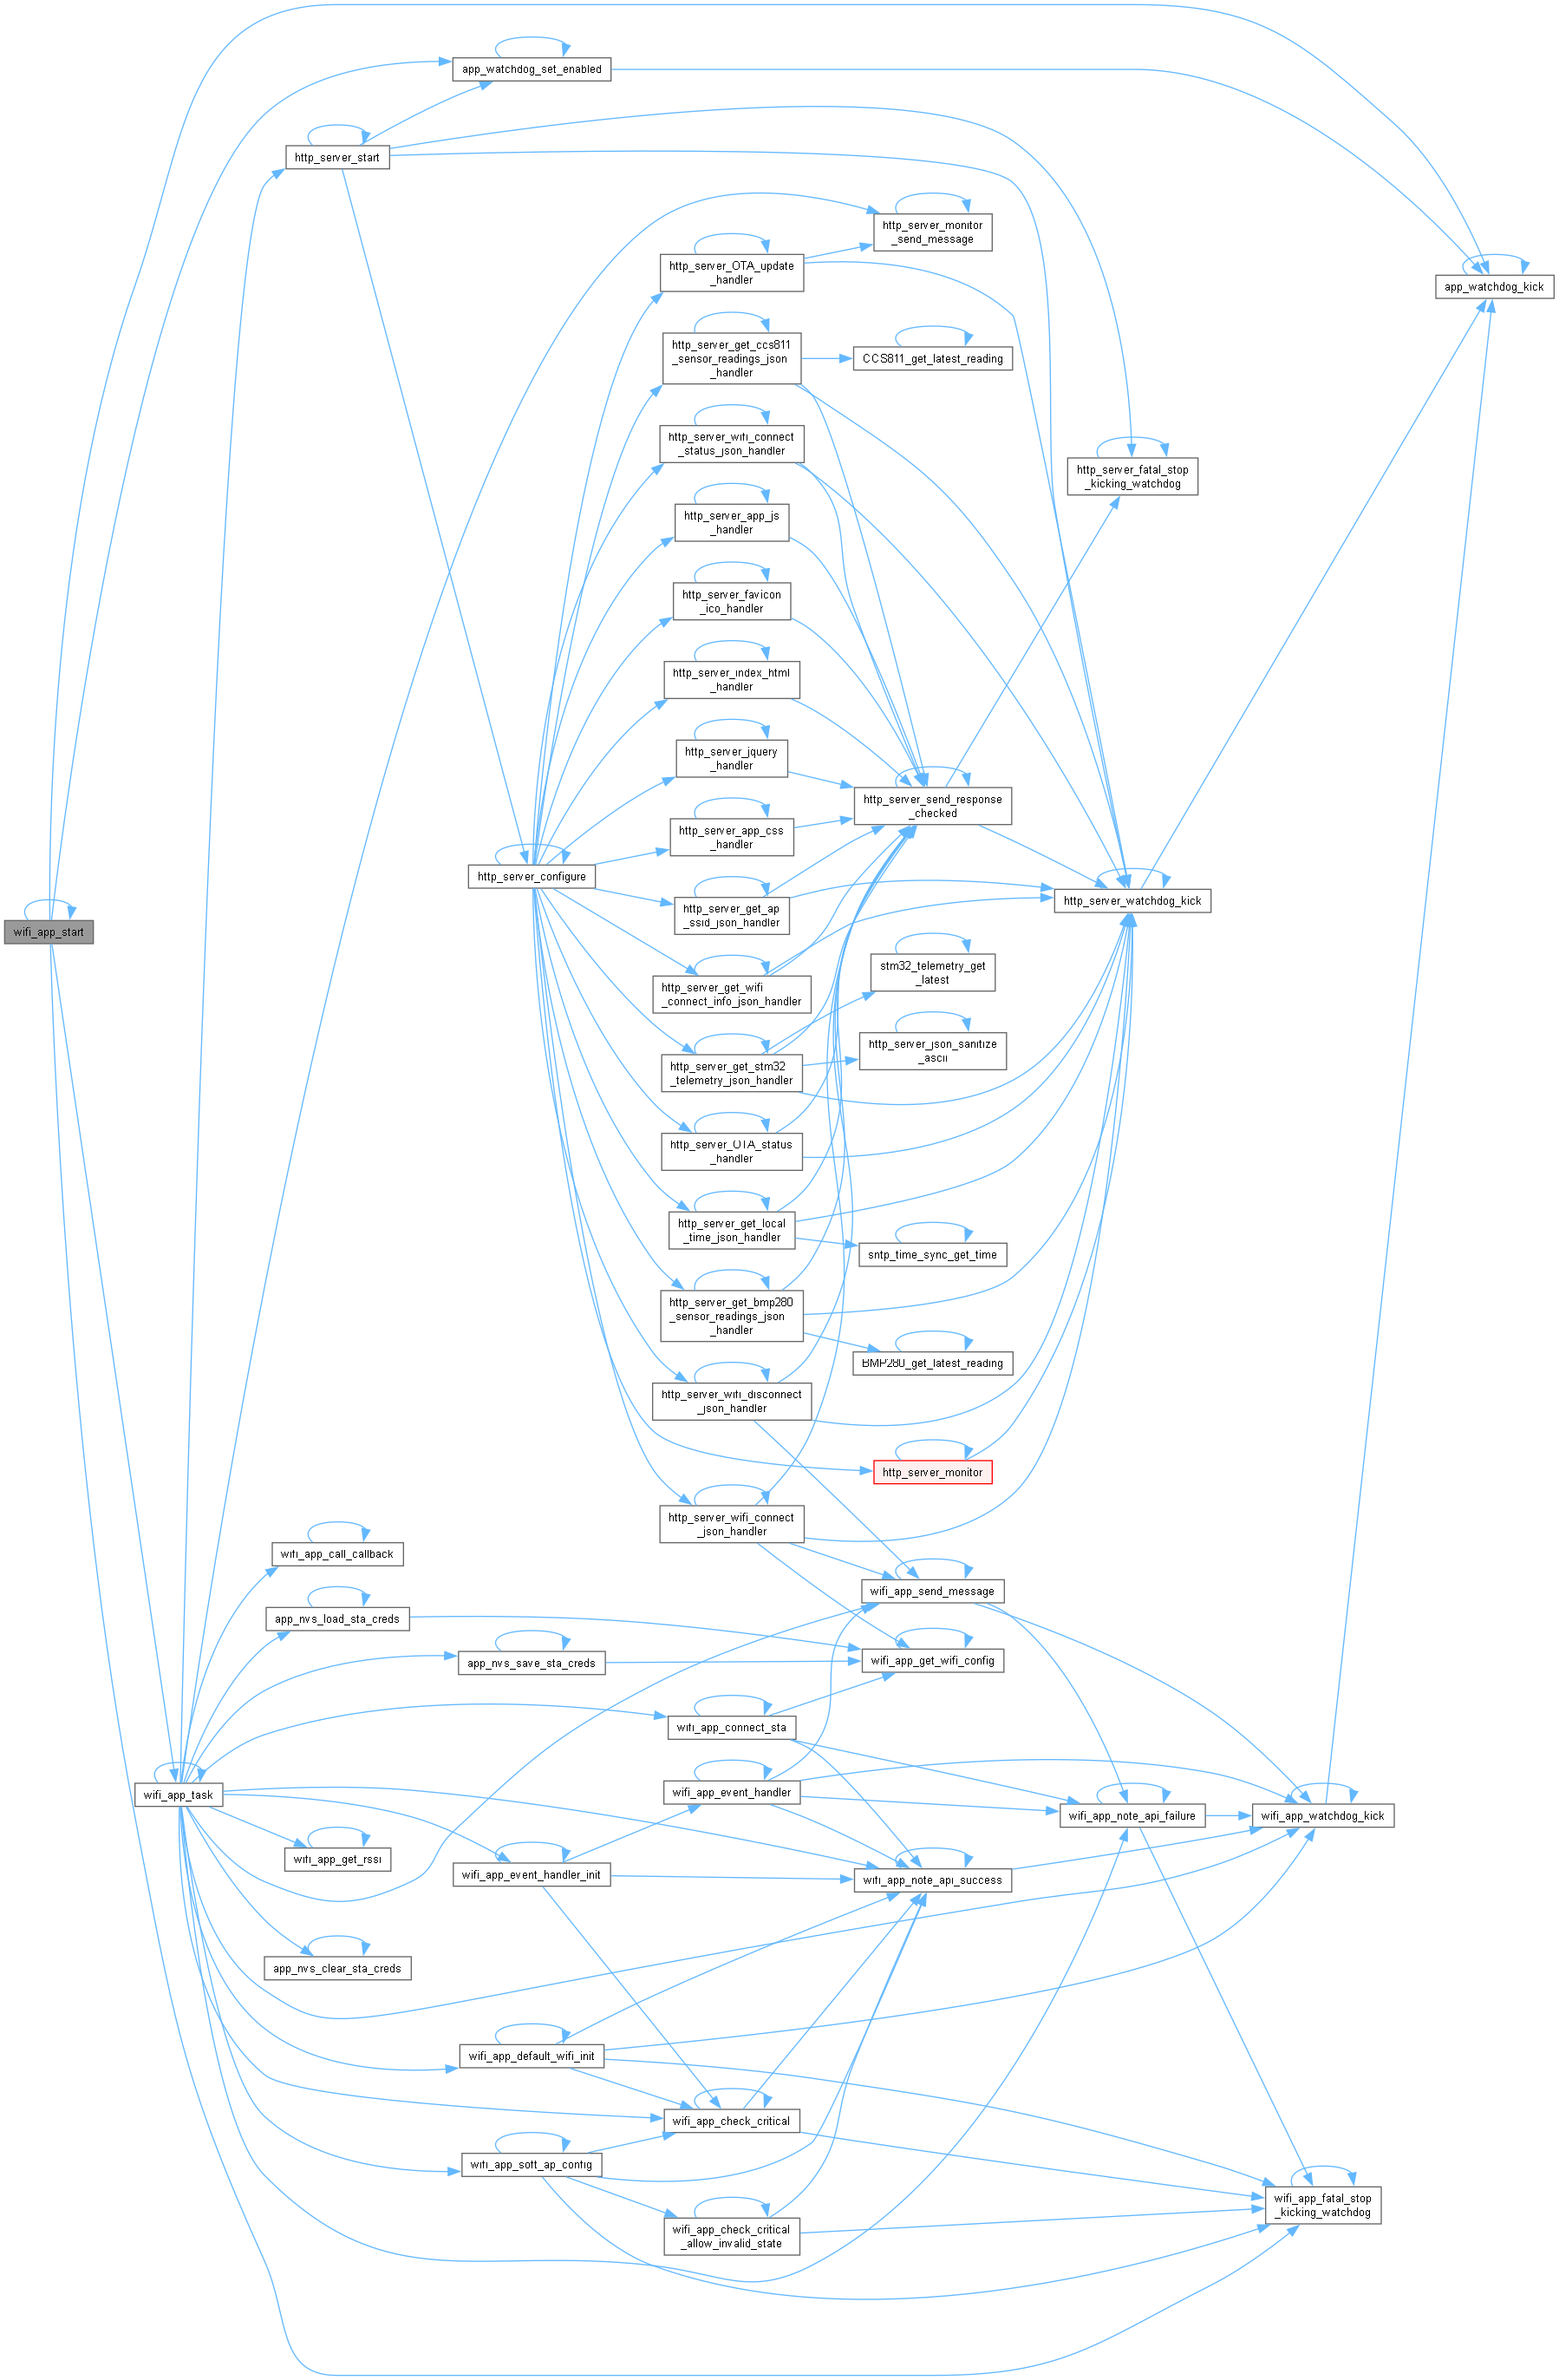 app_watchdog_set_enabled
http_server_start
http_server_monitor
_send_message
http_server_OTA_update
_handler
app_watchdog_kick
http_server_get_ccs811
_sensor_readings_json
_handler
CCS811_get_latest_reading
http_server_wifi_connect
_status_json_handler
http_server_fatal_stop
_kicking_watchdog
http_server_app_js
_handler
http_server_favicon
_ico_handler
http_server_index_html
_handler
http_server_jquery
_handler
http_server_send_response
_checked
http_server_app_css
_handler
http_server_configure
http_server_get_ap
_ssid_json_handler
http_server_watchdog_kick
wifi_app_start
stm32_telemetry_get
_latest
http_server_get_wifi
_connect_info_json_handler
http_server_json_sanitize
_ascii
http_server_get_stm32
_telemetry_json_handler
http_server_OTA_status
_handler
http_server_get_local
_time_json_handler
sntp_time_sync_get_time
http_server_get_bmp280
_sensor_readings_json
_handler
BMP280_get_latest_reading
http_server_wifi_disconnect
_json_handler
http_server_monitor
http_server_wifi_connect
_json_handler
wifi_app_call_callback
wifi_app_send_message
app_nvs_load_sta_creds
app_nvs_save_sta_creds
wifi_app_get_wifi_config
wifi_app_connect_sta
wifi_app_task
wifi_app_event_handler
wifi_app_note_api_failure
wifi_app_watchdog_kick
wifi_app_get_rssi
wifi_app_event_handler_init
wifi_app_note_api_success
app_nvs_clear_sta_creds
wifi_app_default_wifi_init
wifi_app_check_critical
wifi_app_soft_ap_config
wifi_app_fatal_stop
_kicking_watchdog
wifi_app_check_critical
_allow_invalid_state